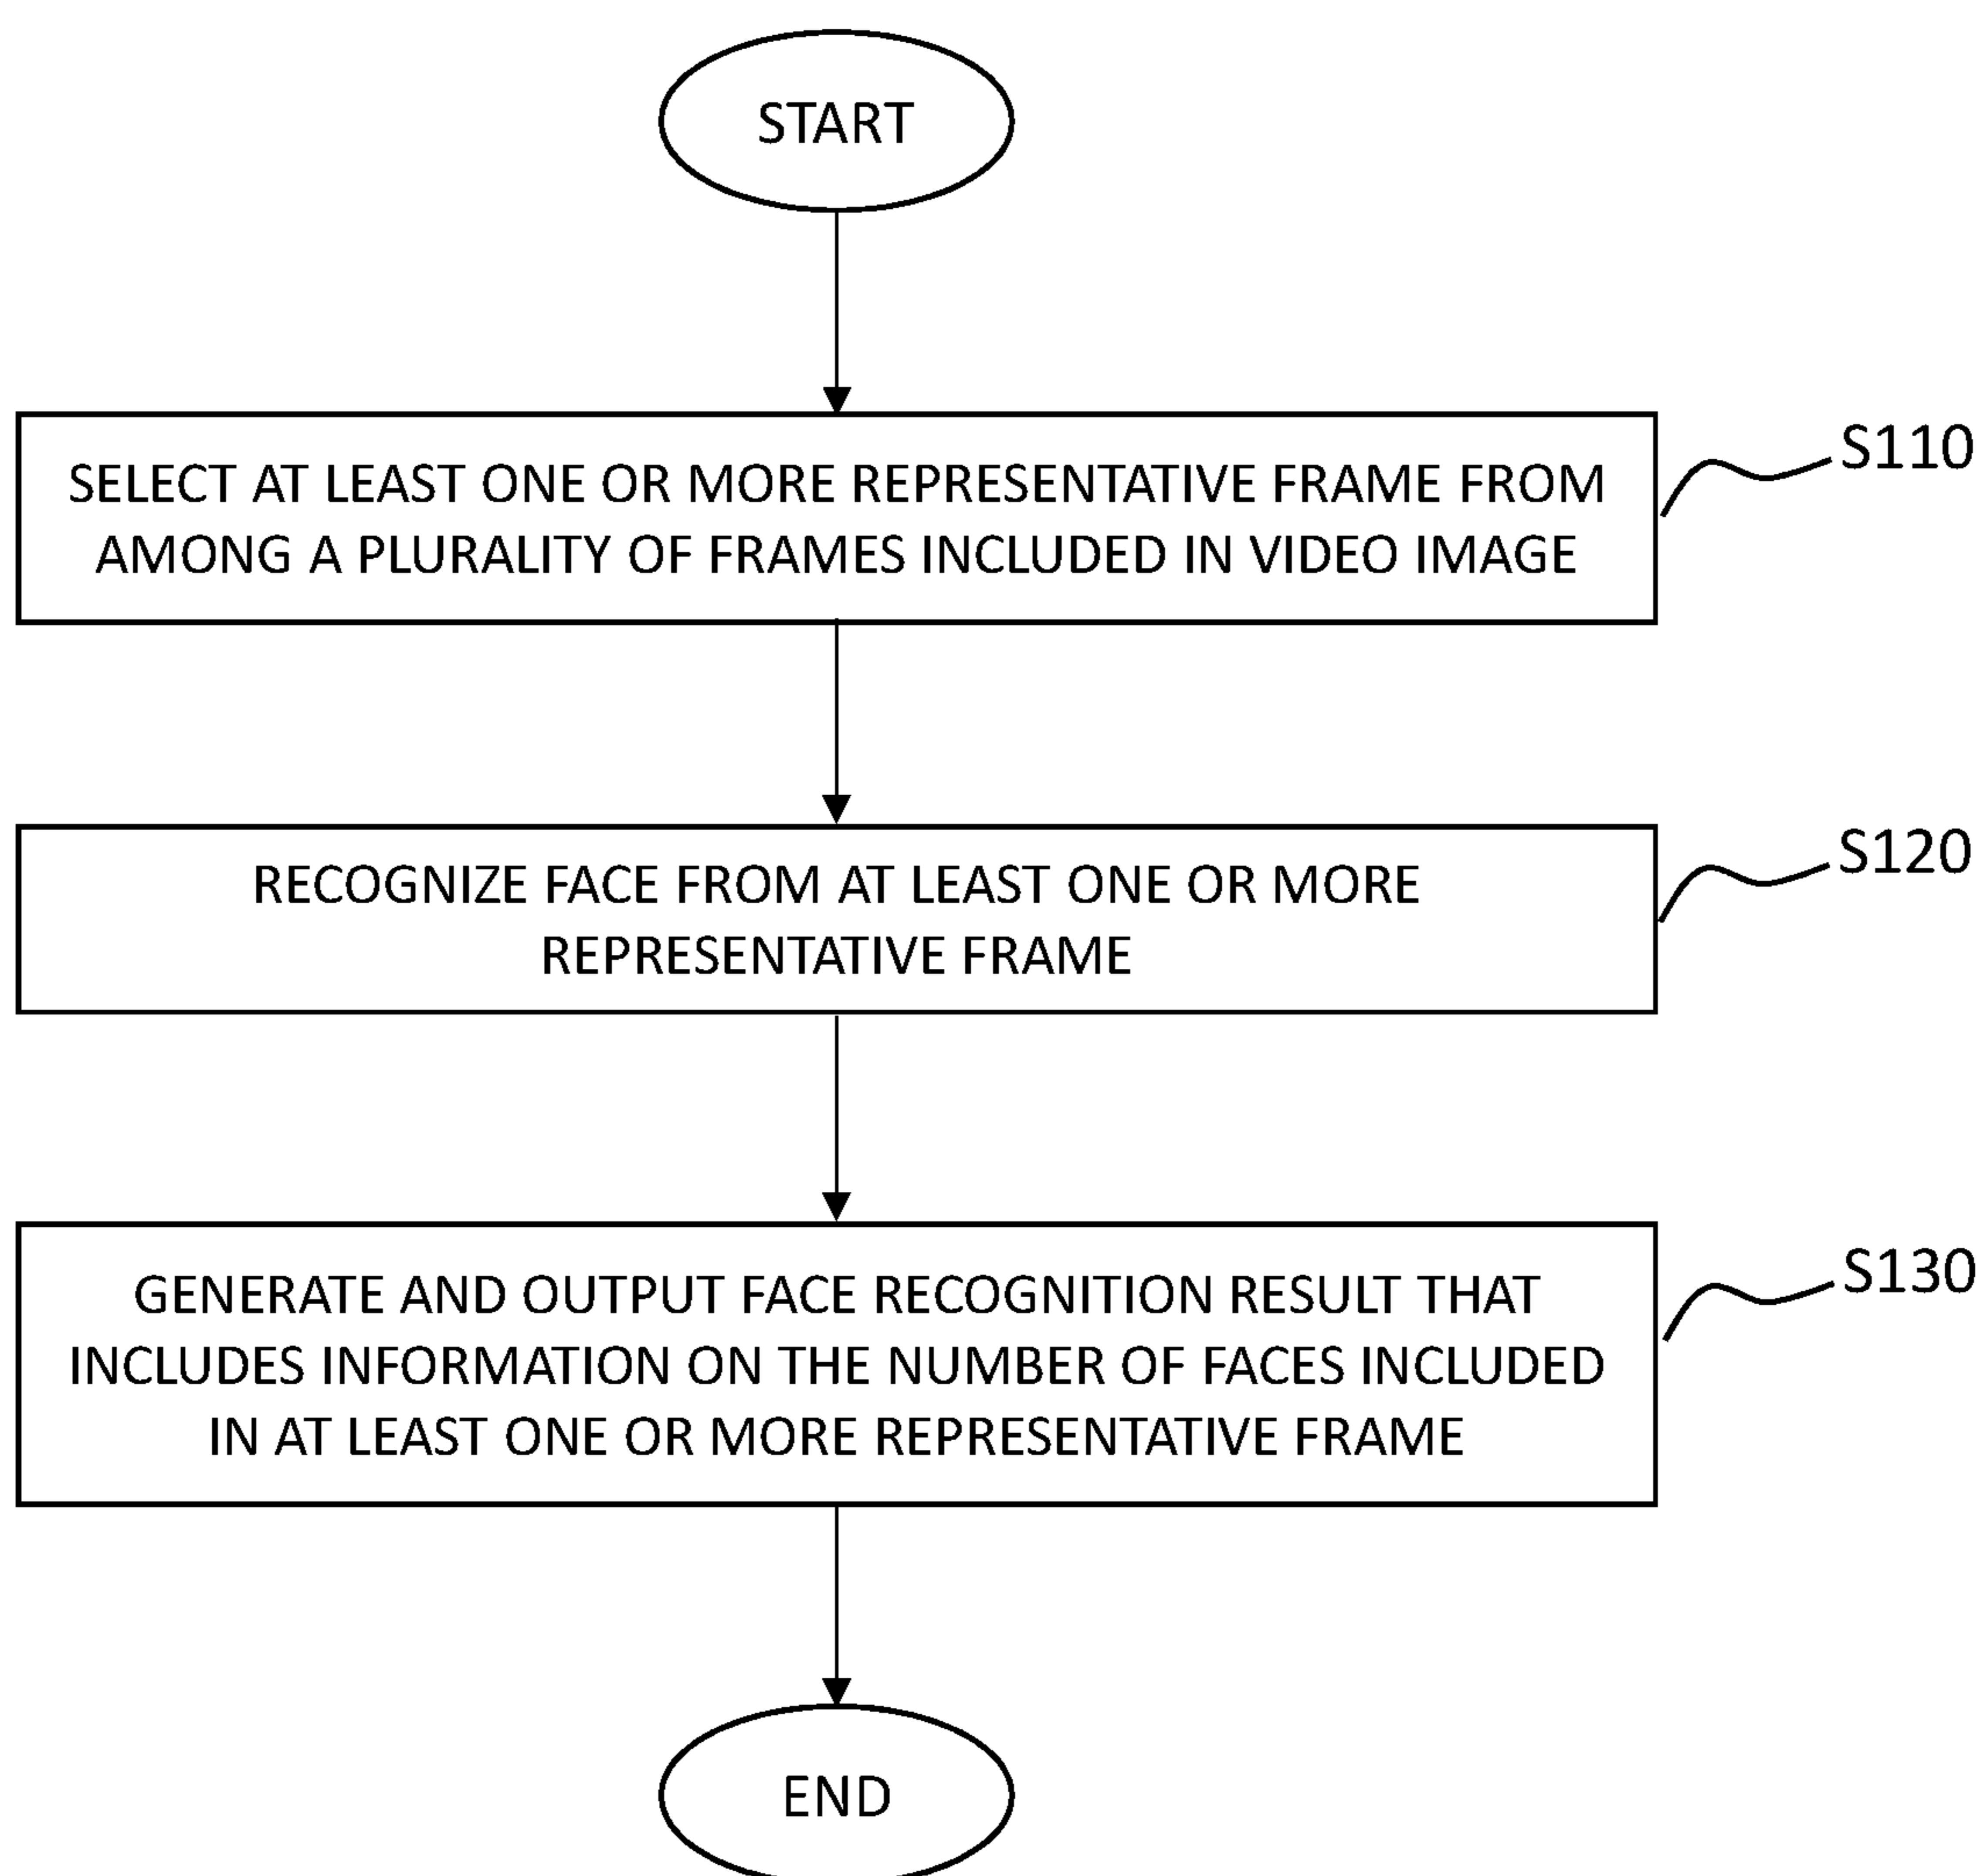 START
SELECT AT LEAST ONE OR MORE REPRESENTATIVE FRAME FROM
AMONG A PLURALITY OF FRAMES INCLUDED IN VIDEO IMAGE
S110
RECOGNIZE FACE FROM AT LEAST ONE OR MORE
REPRESENTATIVE FRAME
S120
GENERATE AND OUTPUT FACE RECOGNITION RESULT THAT
INCLUDES INFORMATION ON THE NUMBER OF FACES INCLUDED
IN AT LEAST ONE OR MORE REPRESENTATIVE FRAME
S130
END